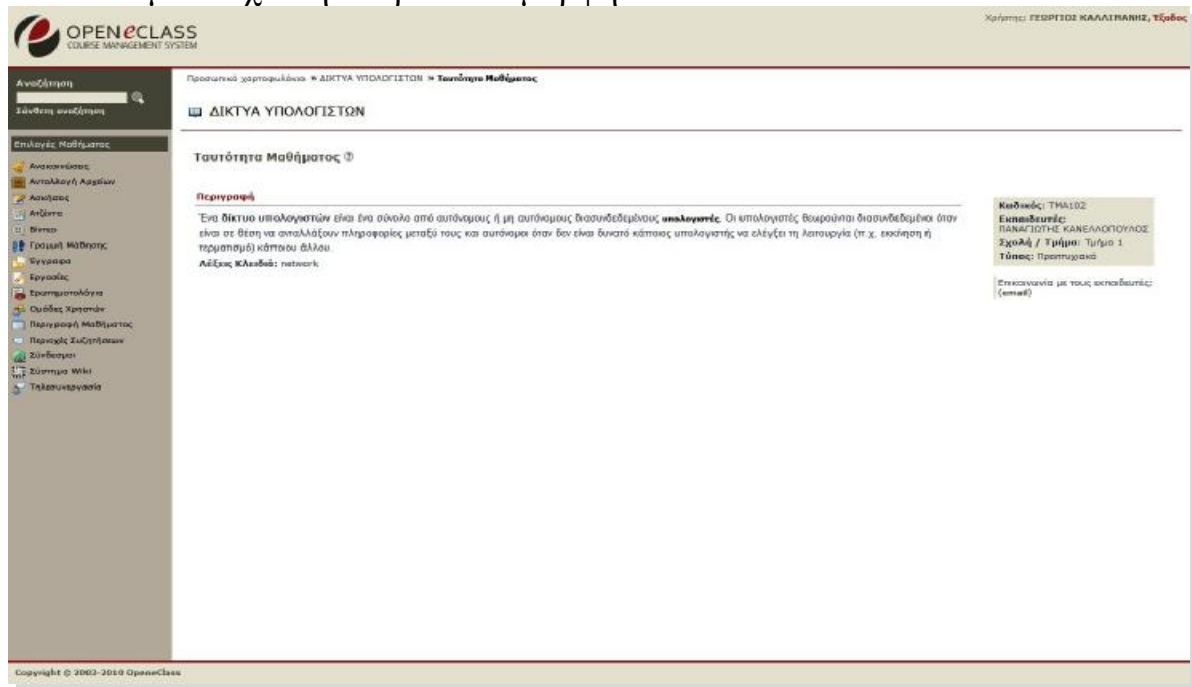 OPEN eCLASS
COURSE MANAGEMENT SYSTEM
Χρήστης: ΓΕΩΡΓΙΟΣ ΚΑΛΛΙΜΑΝΗΣ, Έξοδος
Αναζήτηση
Σύνθετη αναζήτηση
Προσωπικό χαρτοφυλάκιο » ΔΙΚΤΥΑ ΥΠΟΛΟΓΙΣΤΩΝ » Ταυτότητα Μαθήματος
ΔΙΚΤΥΑ ΥΠΟΛΟΓΙΣΤΩΝ
Επιλογές Μαθήματος
Ανακοινώσεις
Ανταλλαγή Αρχείων
Ασκήσεις
Ατζέντα
Βίντεο
Γραμμή Μάθησης
Έγγραφα
Εργασίες
Ερωτηματολόγια
Ομάδες Χρηστών
Περιγραφή Μαθήματος
Περιοχές Συζητήσεων
Σύνδεσμοι
Σύστημα Wiki
Τηλεσυνεργασία
Ταυτότητα Μαθήματος
Περιγραφή
Ένα δίκτυο υπολογιστών είναι ένα σύνολο από αυτόνομους ή μη αυτόνομους διασυνδεδεμένους υπολογιστές. Οι υπολογιστές θεωρούνται διασυνδεδεμένοι όταν
είναι σε θέση να ανταλλάξουν πληροφορίες μεταξύ τους και αυτόνομοι όταν δεν είναι δυνατό κάποιος υπολογιστής να ελέγξει τη λειτουργία (π.χ. εκκίνηση ή
τερματισμό) κάποιου άλλου.
Λέξεις Κλειδιά: network
Κωδικός: TMA102
Εκπαιδευτές:
ΠΑΝΑΓΙΩΤΗΣ ΚΑΝΕΛΛΟΠΟΥΛΟΣ
Σχολή / Τμήμα: Τμήμα 1
Τύπος: Προπτυχιακό
Επικοινωνία με τους εκπαιδευτές:
(email)
Copyright © 2003-2010 OpeneClass